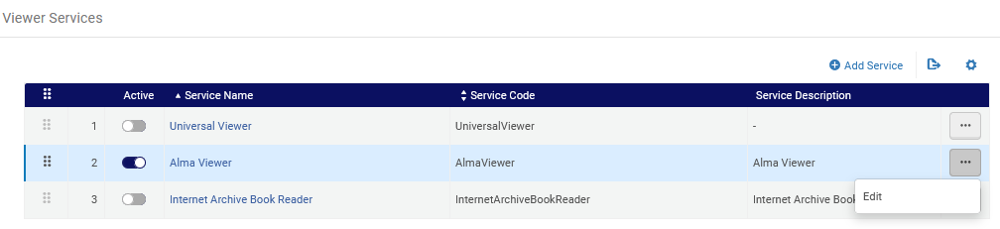 Viewer Services
Add Service
Active Service Name Service Code Service Description
1 Universal Viewer UniversalViewer -
2 Alma Viewer AlmaViewer Alma Viewer
3 Internet Archive Book Reader InternetArchiveBookReader Internet Archive
Edit